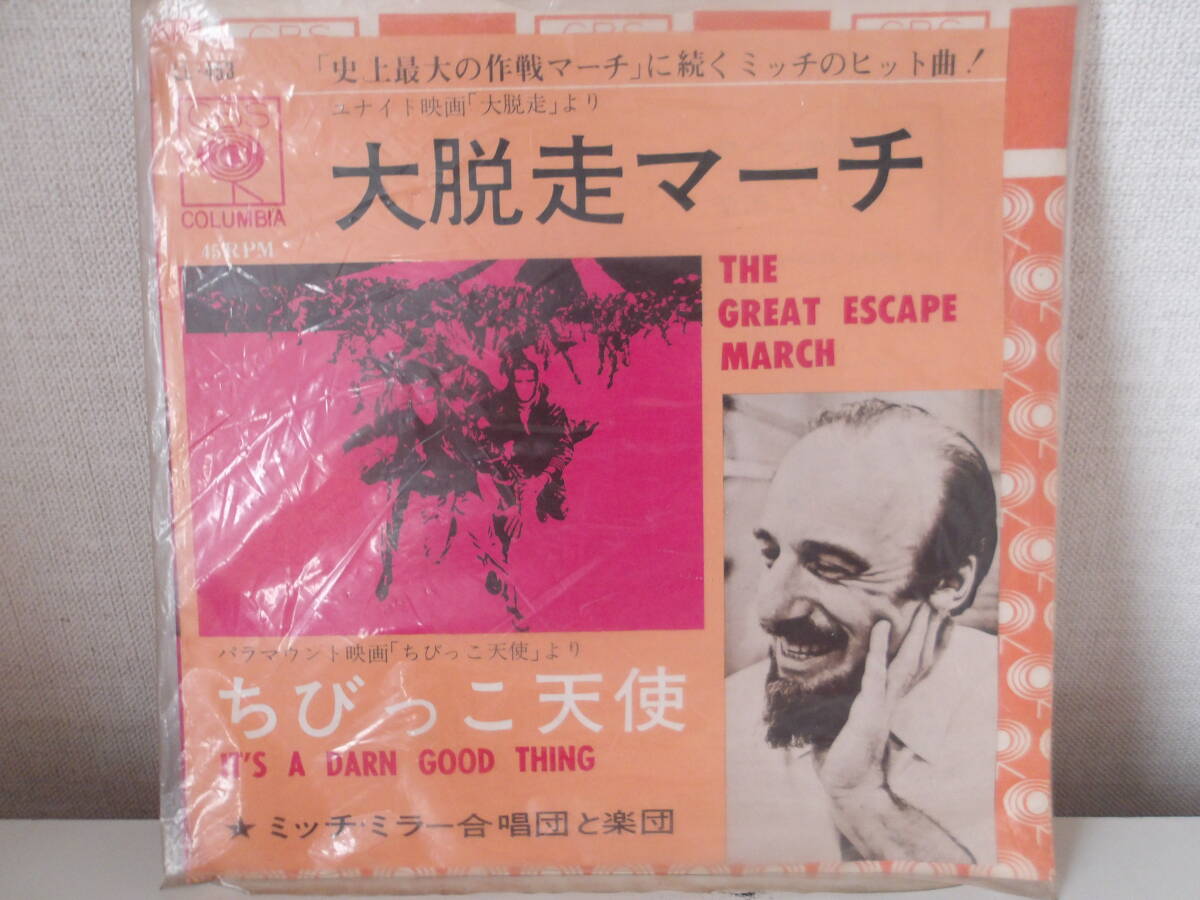 「史上最大の作戦マーチ」に続くミッチのヒット曲!
ユナイト映画「大脱走」より
大脱走マーチ
CBS
COLUMBIA
45 RPM
THE
GREAT ESCAPE
MARCH
パラマウント映画「ちびっこ天使」より
ちびっこ天使
IT'S A DARN GOOD THING
★ ミッチ・ミラー合唱団と楽団